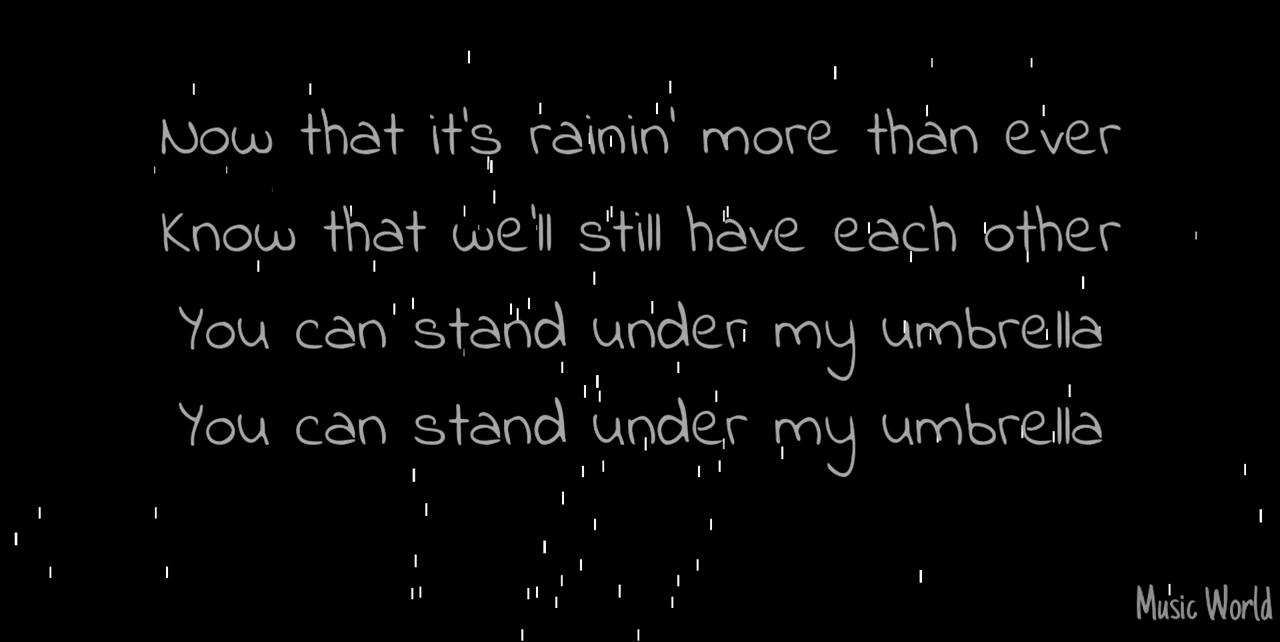 Now that it's rainin' more than ever
Know that we'll still have each other
You can stand under my umbrella
You can stand under my umbrella
Music World